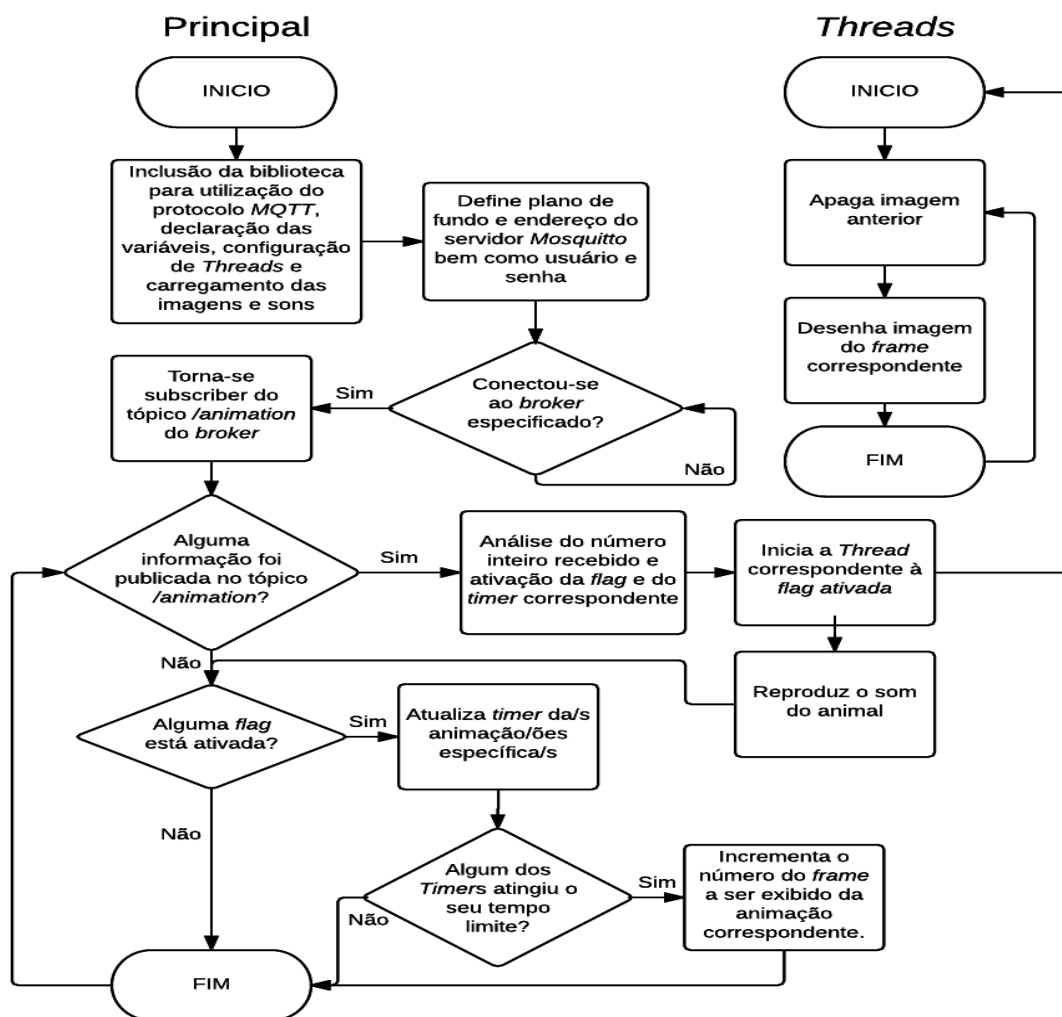 Principal
INICIO
Inclusão da biblioteca
para utilização do
protocolo MQTT,
declaração das
variáveis, configuração
de Threads e
carregamento das
imagens e sons
Define plano de
fundo e endereço do
servidor Mosquitto
bem como usuário e
senha
Conectou-se
ao broker
especificado?
Sim
Não
Torna-se
subscriber do
tópico /animation
do broker
Alguma
informação foi
publicada no tópico
/animation?
Sim
Não
Análise do número
inteiro recebido e
ativação da flag e do
timer correspondente
Inicia a Thread
correspondente à
flag ativada
Reproduz o som
do animal
Alguma flag
está ativada?
Sim
Não
Atualiza timer da/s
animação/ões
específica/s
Algum dos
Timers atingiu o
seu tempo
limite?
Sim
Não
Incrementa o
número do frame
a ser exibido da
animação
correspondente.
FIM
Threads
INICIO
Apaga imagem
anterior
Desenha imagem
do frame
correspondente
FIM